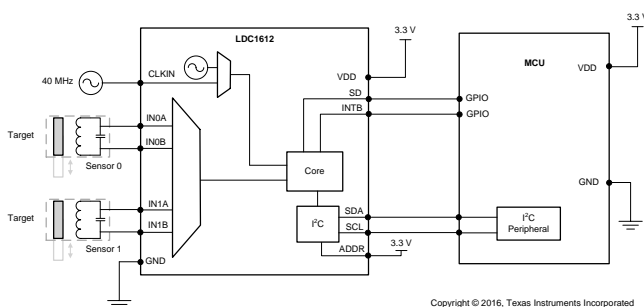 LDC1612
3.3 V
3.3 V
MCU
40 MHz
CLKIN
VDD
VDD
SD
GPIO
INTB
GPIO
Target
IN0A
IN0B
Sensor 0
Core
GND
Target
IN1A
IN1B
Sensor 1
I²C
SDA
SCL
ADDR
3.3 V
I²C
Peripheral
GND
Copyright © 2016, Texas Instruments Incorporated